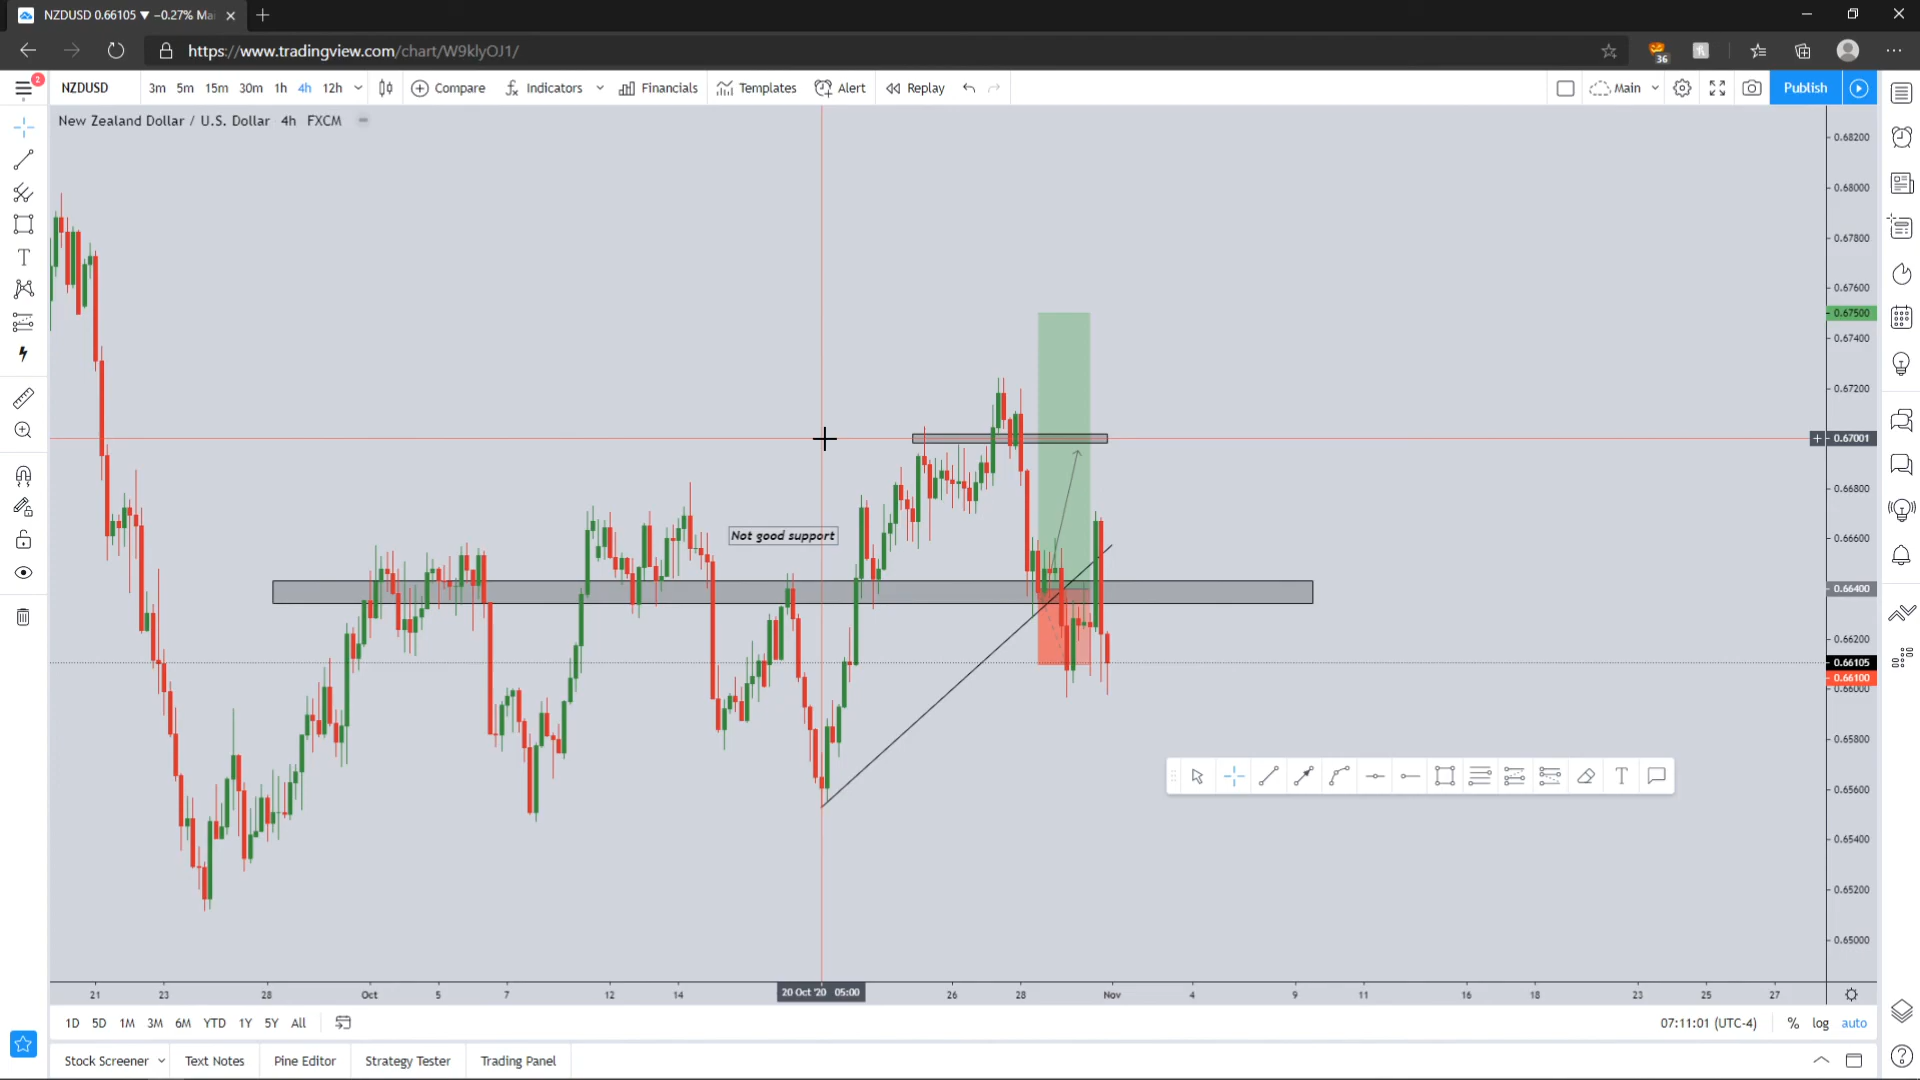 NZDUSD 0.66105 ▼ −0.27% Ma
https://www.tradingview.com/chart/W9klyOJ1/
36
2
NZDUSD 3m 5m 15m 30m 1h 4h 12h Compare Indicators Financials Templates Alert Replay Main Publish
New Zealand Dollar / U.S. Dollar 4h FXCM
0.68200
0.68000
0.67800
0.67600
0.67500
0.67400
0.67200
0.67001
0.66800
0.66600
0.66400
0.66200
0.66105
0.66100
0.66000
0.65800
0.65600
0.65400
0.65200
0.65000
Not good support
21 23 28 Oct 5 7 12 14 20 Oct '20 05:00 26 28 Nov 4 9 11 16 18 23 25 27
1D 5D 1M 3M 6M YTD 1Y 5Y All 07:11:01 (UTC-4) % log auto
Stock Screener Text Notes Pine Editor Strategy Tester Trading Panel